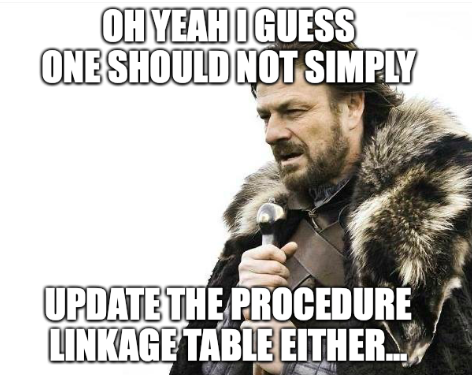 OH YEAH I GUESS
ONE SHOULD NOT SIMPLY
UPDATE THE PROCEDURE
LINKAGE TABLE EITHER...